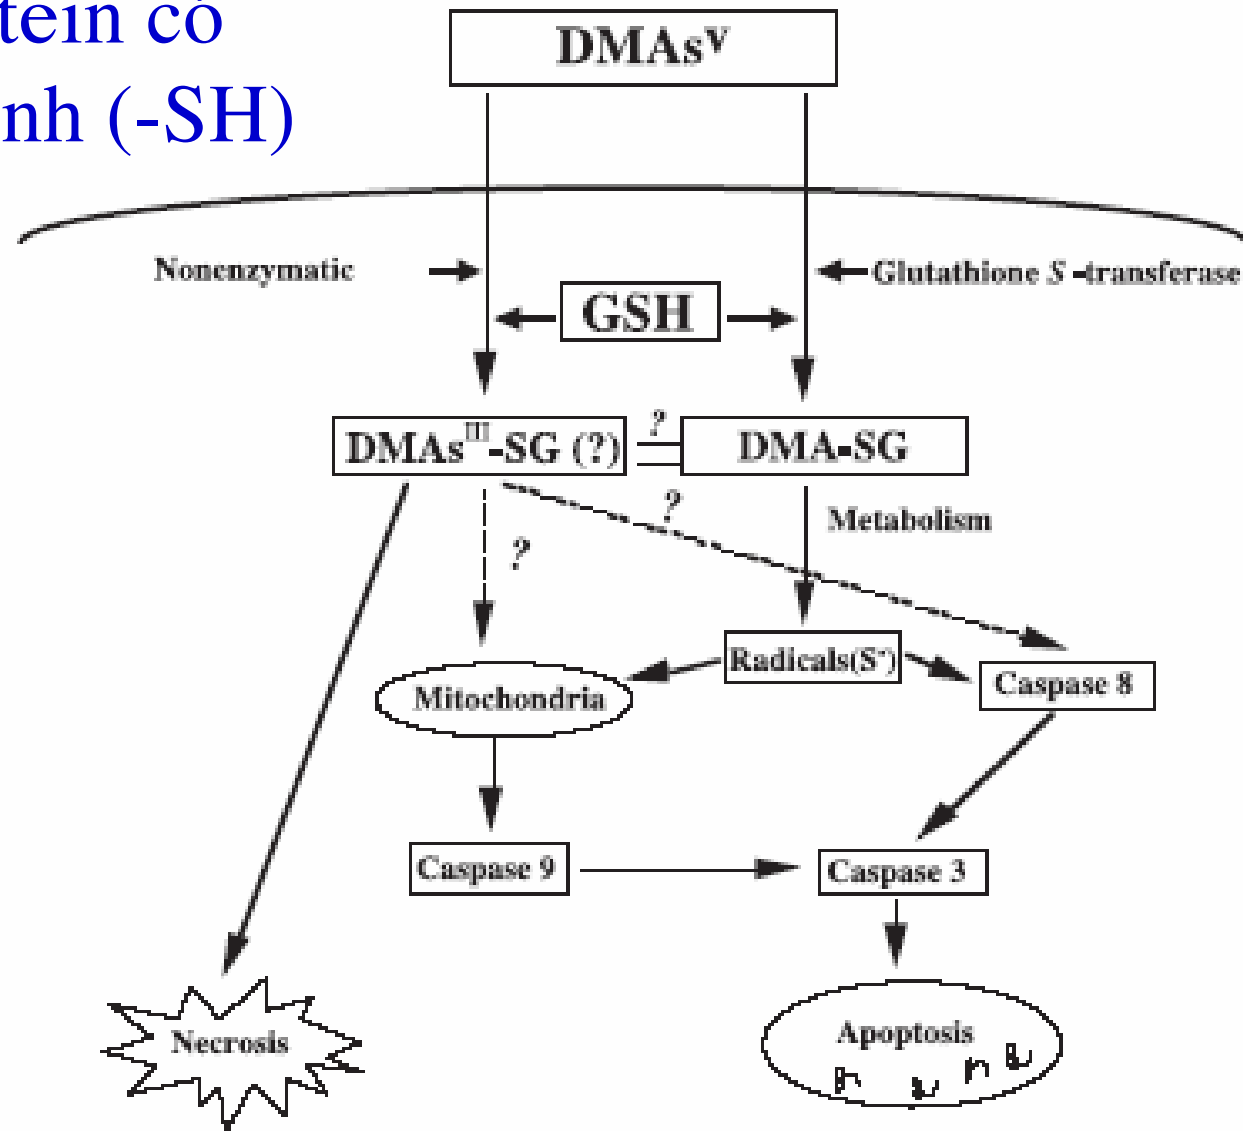 tein có
nh (-SH)
DMAsV
Nonenzymatic
Glutathione S-transferase
GSH
DMAsIII-SG (?)
?
DMA-SG
?
Metabolism
?
Radicals(S·)
Mitochondria
Caspase 8
Caspase 9
Caspase 3
Necrosis
Apoptosis